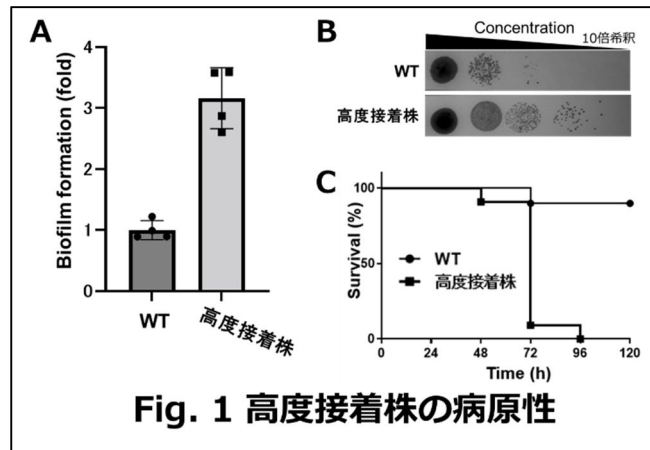 A
Biofilm formation (fold)
4
3
2
1
0
WT
高度接着株
B
Concentration
10倍希釈
WT
高度接着株
C
Survival (%)
100
50
0
WT
高度接着株
0 24 48 72 96 120
Time (h)
Fig. 1 高度接着株の病原性